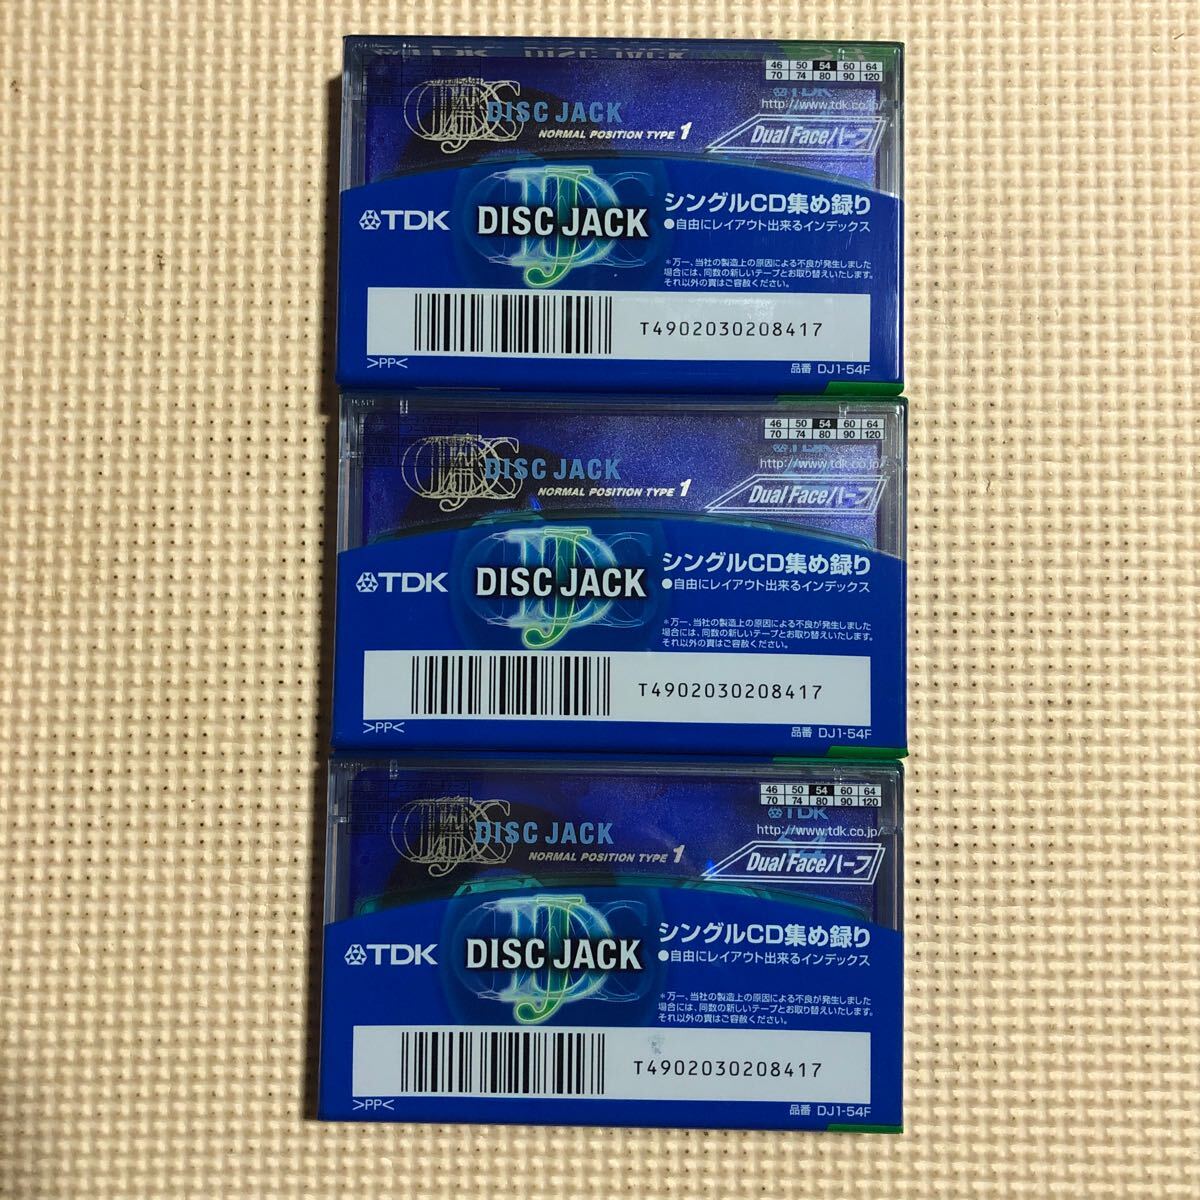 TDK DISC JACK
46 50 54 60 64
70 74 80 90 120
TDK
http://www.tdk.co.jp/
DISC JACK
NORMAL POSITION TYPE 1
Dual Faceハーフ
TDK
DISC JACK
シングルCD集め録り
●自由にレイアウト出来るインデックス
*万一、当社の製造上の原因による不良が発生しました
場合には、同数の新しいテープとお取り替えいたします。
それ以外の責はご容赦ください。
T4902030208417
>PP<
品番 DJ1-54F
46 50 54 60 64
70 74 80 90 120
http://www.tdk.co.jp/
DISC JACK
NORMAL POSITION TYPE 1
Dual Faceハーフ
TDK
DISC JACK
シングルCD集め録り
●自由にレイアウト出来るインデックス
*万一、当社の製造上の原因による不良が発生しました
場合には、同数の新しいテープとお取り替えいたします。
それ以外の責はご容赦ください。
T4902030208417
>PP<
品番 DJ1-54F
46 50 54 60 64
70 74 80 90 120
TDK
http://www.tdk.co.jp/
DISC JACK
NORMAL POSITION TYPE 1
Dual Faceハーフ
TDK
DISC JACK
シングルCD集め録り
●自由にレイアウト出来るインデックス
*万一、当社の製造上の原因による不良が発生しました
場合には、同数の新しいテープとお取り替えいたします。
それ以外の責はご容赦ください。
T4902030208417
>PP<
品番 DJ1-54F